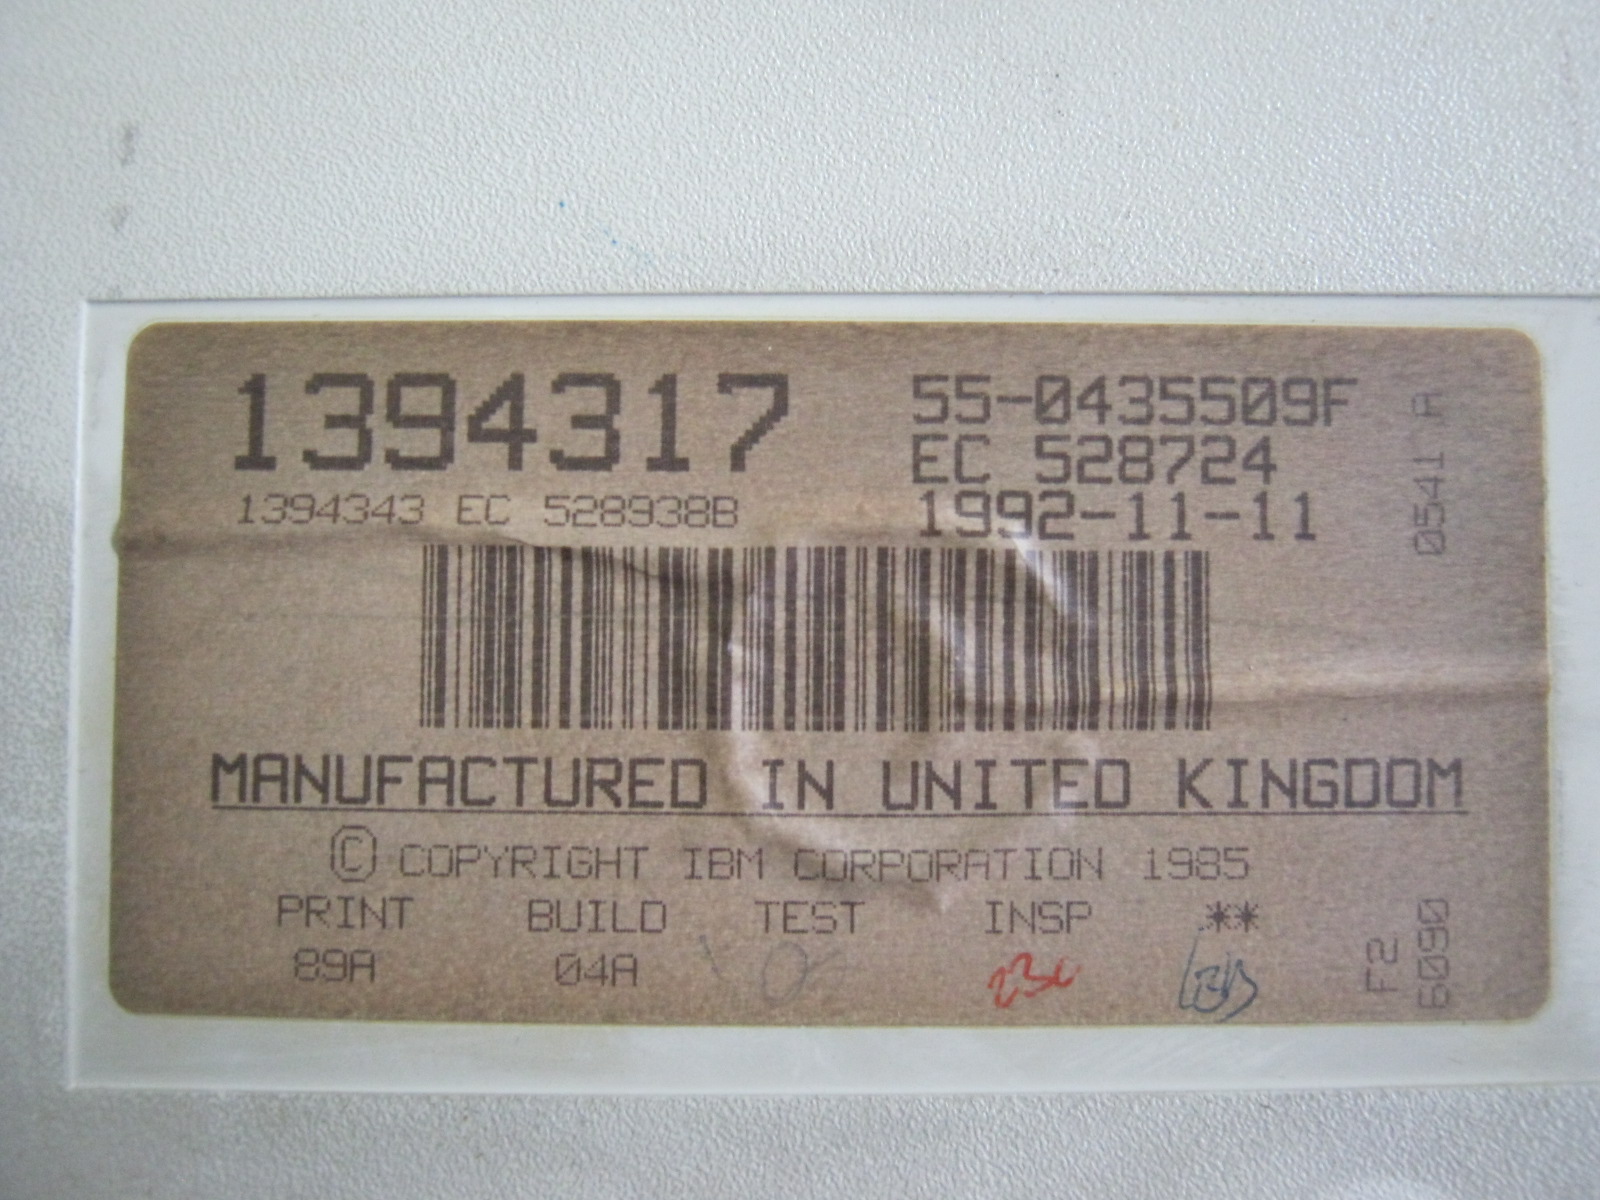 1394317
55-0435509F
EC 528724
1394343 EC 528938B
1992-11-11
0541 A
MANUFACTURED IN UNITED KINGDOM
© COPYRIGHT IBM CORPORATION 1985
PRINT BUILD TEST INSP **
89A 04A
F2
6090